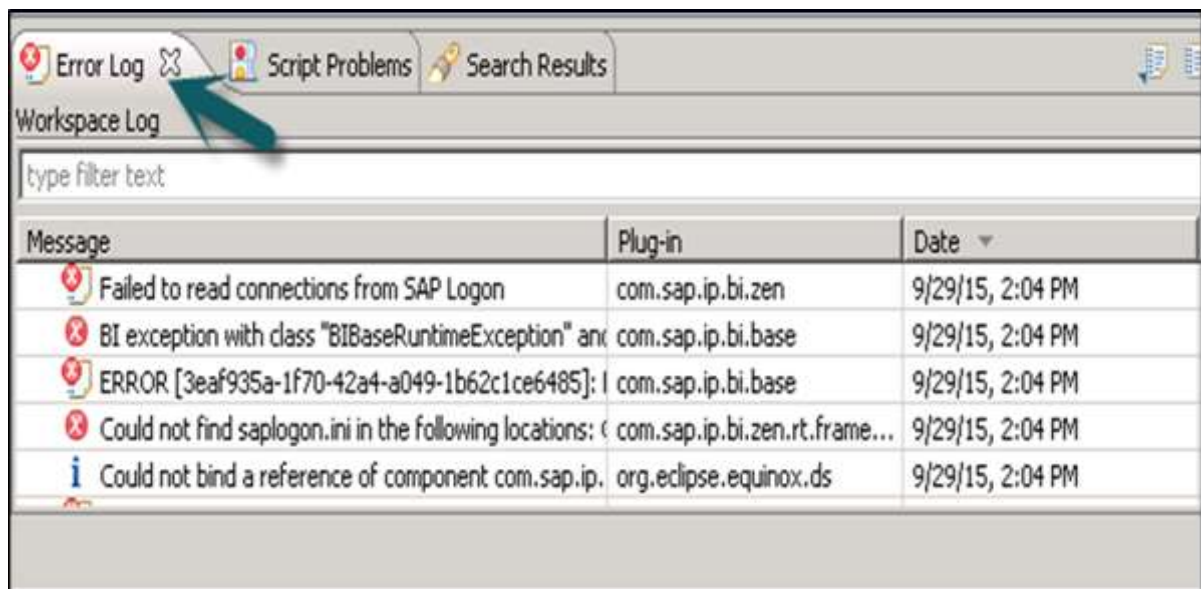 Error Log Script Problems Search Results
Workspace Log
type filter text
Message Plug-in Date
Failed to read connections from SAP Logon com.sap.ip.bi.zen 9/29/15, 2:04 PM
BI exception with class "BIBaseRuntimeException" and com.sap.ip.bi.base 9/29/15, 2:04 PM
ERROR [3eaf935a-1f70-42a4-a049-1b62c1ce6485]: com.sap.ip.bi.base 9/29/15, 2:04 PM
Could not find saplogon.ini in the following locations: com.sap.ip.bi.zen.rt.frame... 9/29/15, 2:04 PM
i Could not bind a reference of component com.sap.ip. org.eclipse.equinox.ds 9/29/15, 2:04 PM